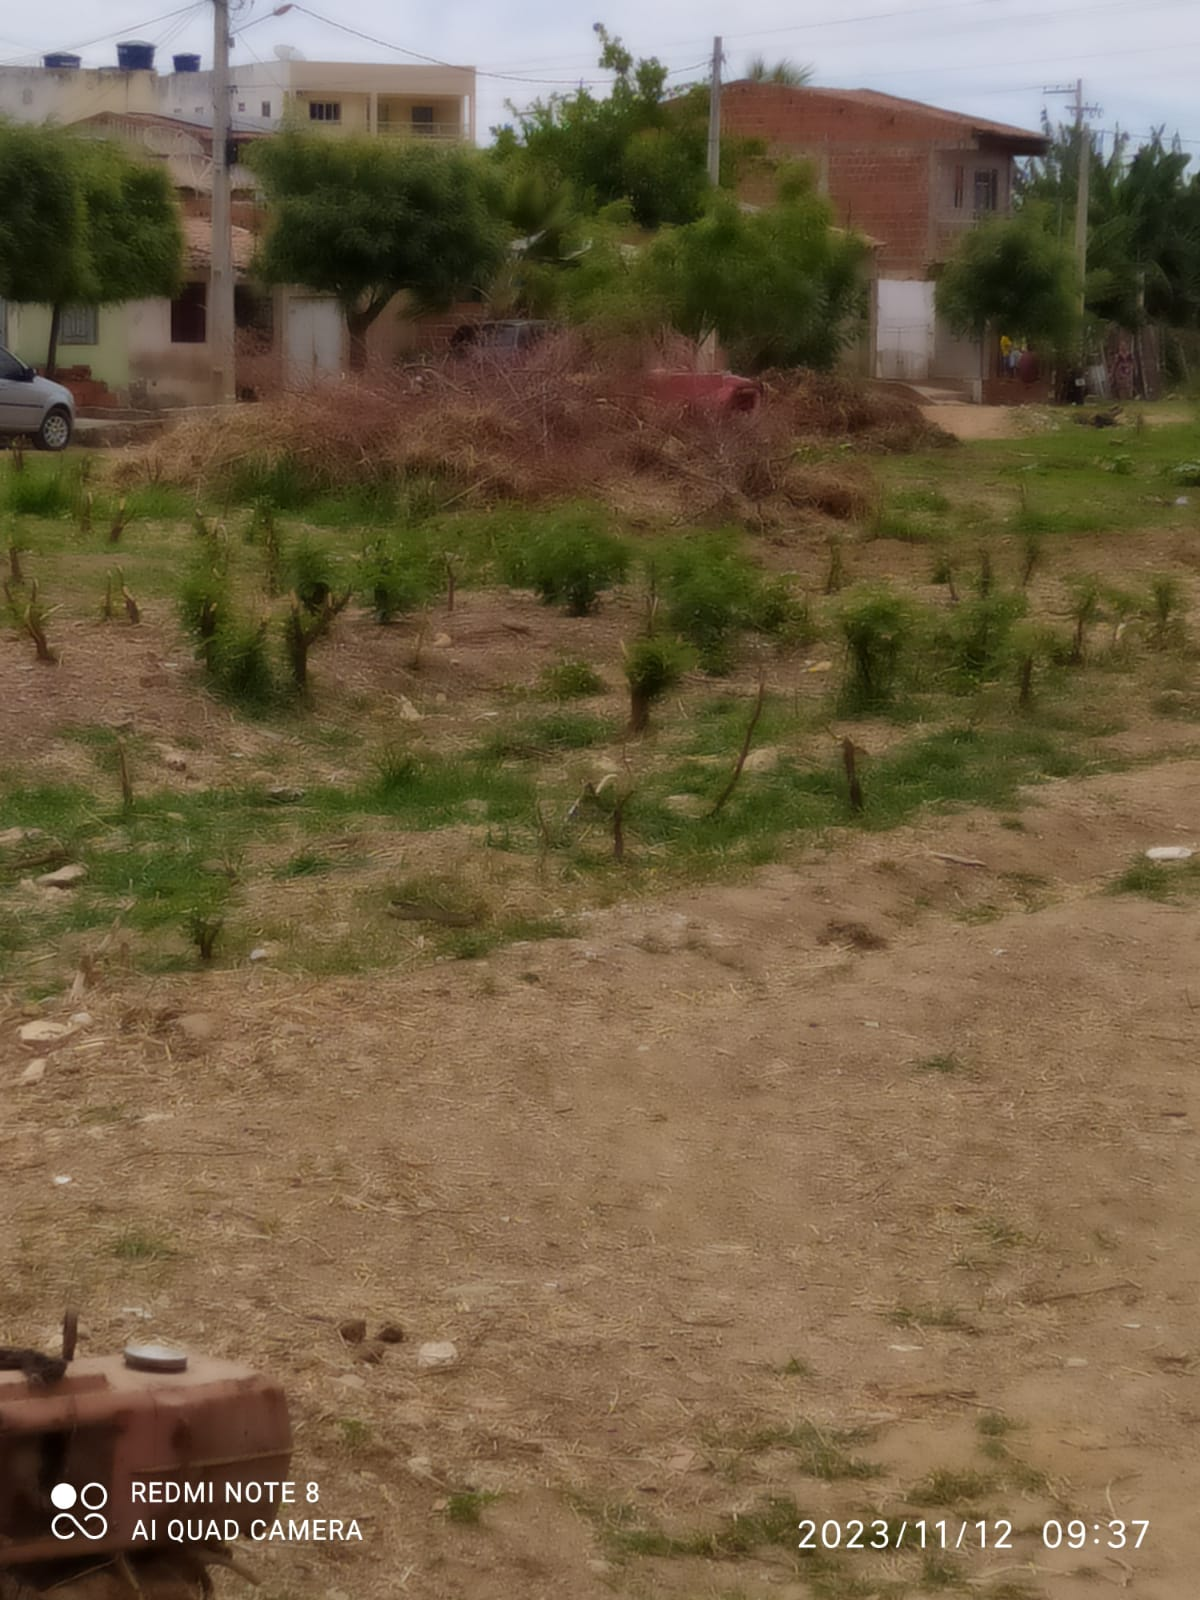 REDMI NOTE 8
AI QUAD CAMERA
2023/11/12 09:37